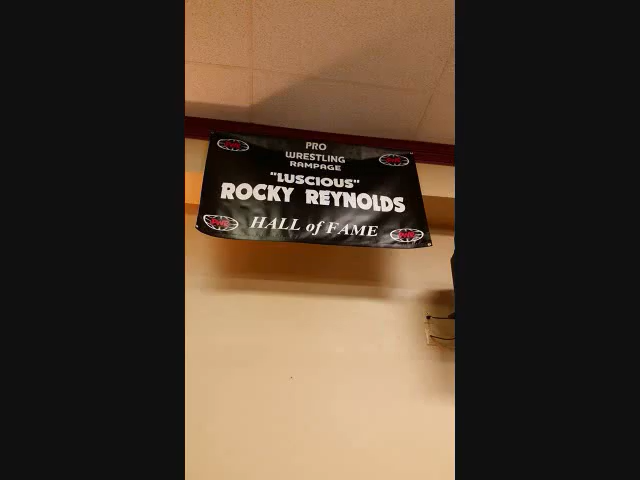 PRO
WRESTLING
RAMPAGE
"LUSCIOUS"
ROCKY REYNOLDS
HALL of FAME